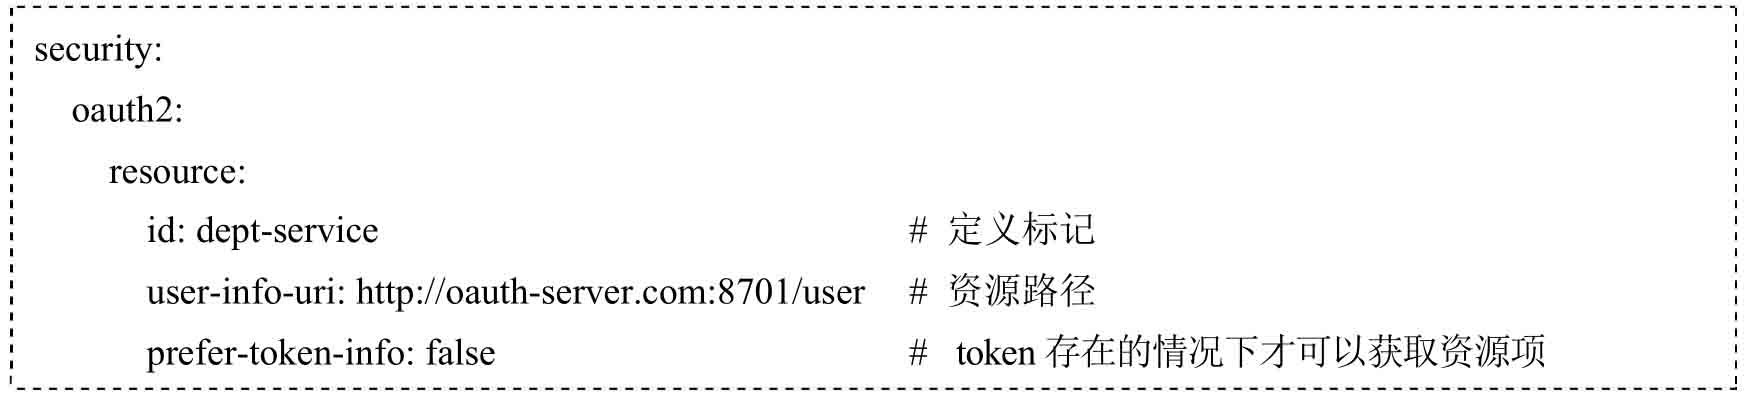 security:
  oauth2:
    resource:
      id: dept-service # 定义标记
      user-info-uri: http://oauth-server.com:8701/user # 资源路径
      prefer-token-info: false # token 存在的情况下才可以获取资源项